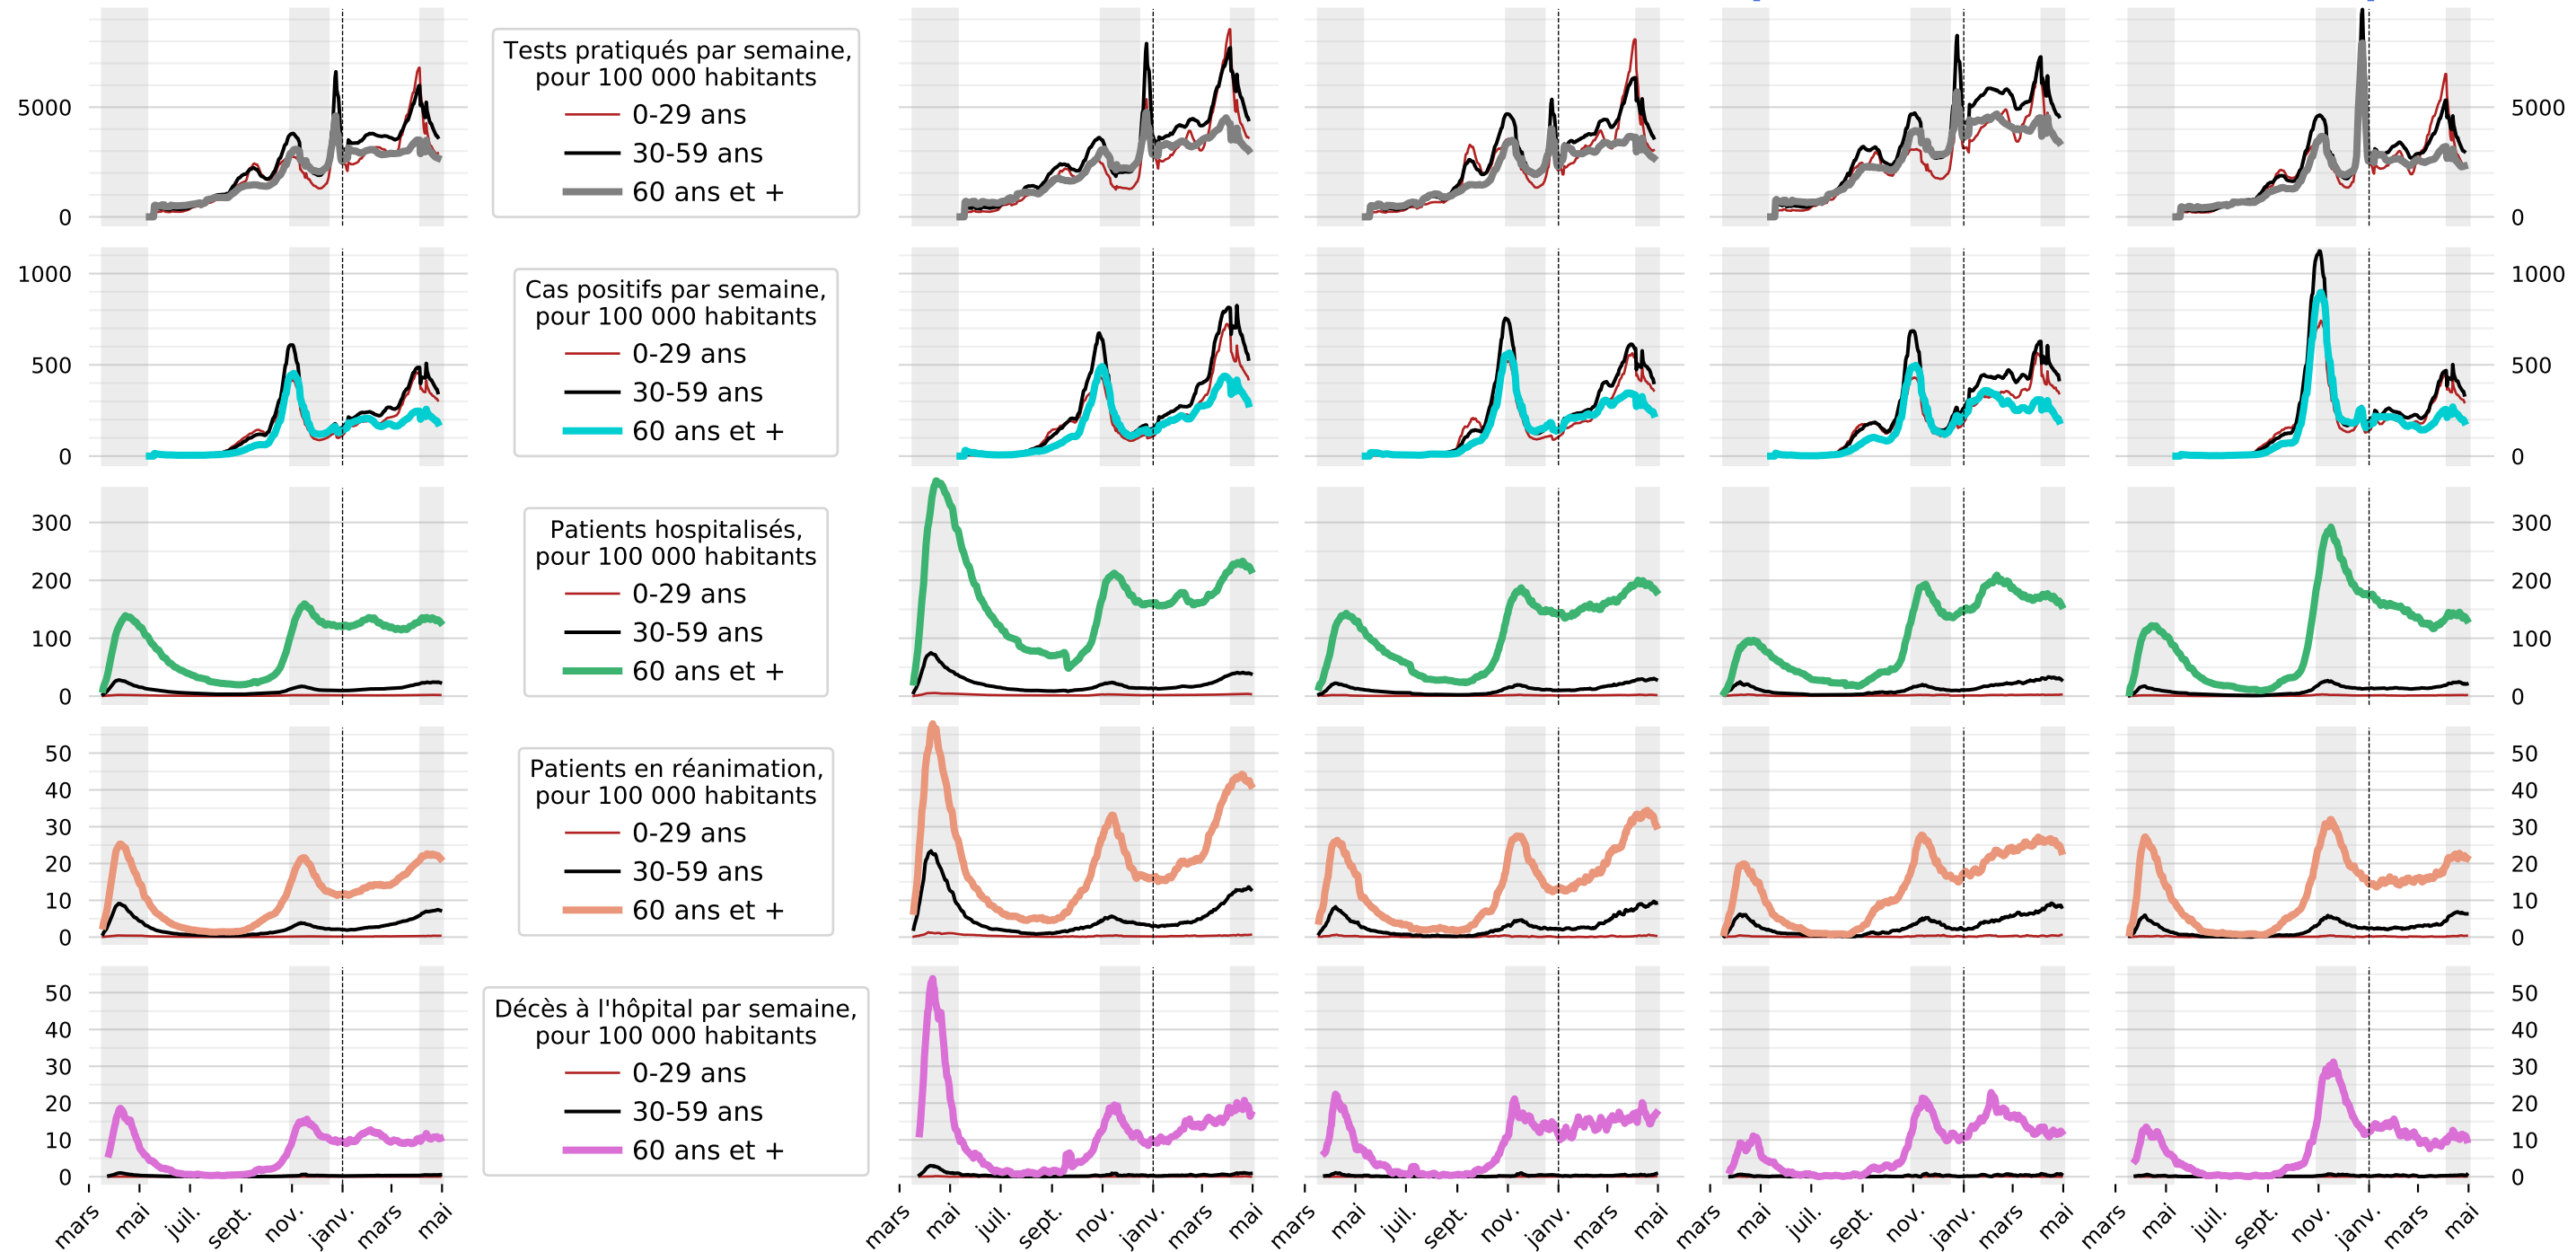 5000
0
Tests pratiqués par semaine,
pour 100 000 habitants
0-29 ans
30-59 ans
60 ans et +
5000
0
1000
500
0
Cas positifs par semaine,
pour 100 000 habitants
0-29 ans
30-59 ans
60 ans et +
1000
500
0
300
200
100
0
Patients hospitalisés,
pour 100 000 habitants
0-29 ans
30-59 ans
60 ans et +
300
200
100
0
50
40
30
20
10
0
Patients en réanimation,
pour 100 000 habitants
0-29 ans
30-59 ans
60 ans et +
50
40
30
20
10
0
50
40
30
20
10
0
Décès à l'hôpital par semaine,
pour 100 000 habitants
0-29 ans
30-59 ans
60 ans et +
50
40
30
20
10
0
mars mai juil. sept. nov. janv. mars mai
mars mai juil. sept. nov. janv. mars mai
mars mai juil. sept. nov. janv. mars mai
mars mai juil. sept. nov. janv. mars mai
mars mai juil. sept. nov. janv. mars mai